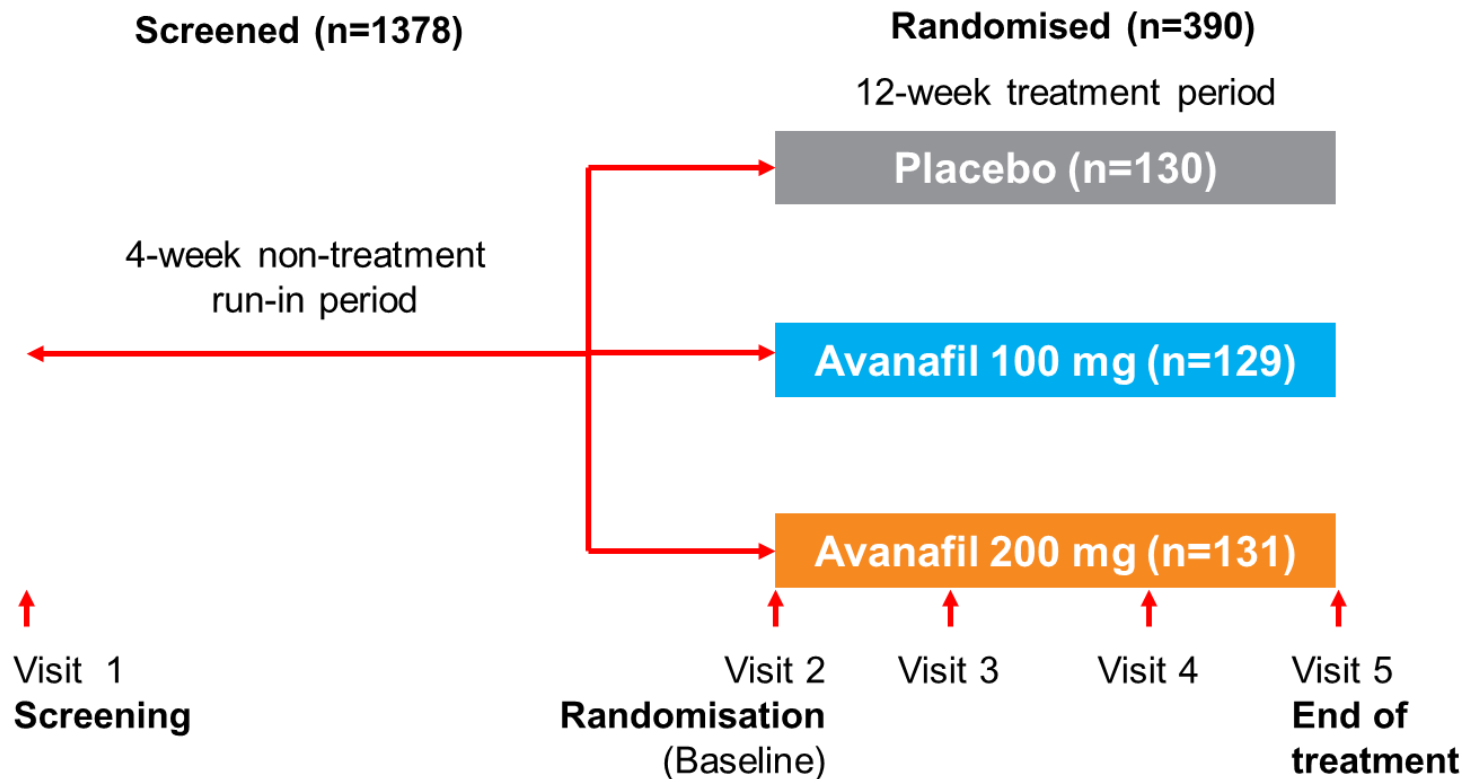 Screened (n=1378)
Randomised (n=390)
12-week treatment period
Placebo (n=130)
4-week non-treatment
run-in period
Avanafil 100 mg (n=129)
Avanafil 200 mg (n=131)
Visit 1
Screening
Visit 2
Randomisation
(Baseline)
Visit 3
Visit 4
Visit 5
End of
treatment